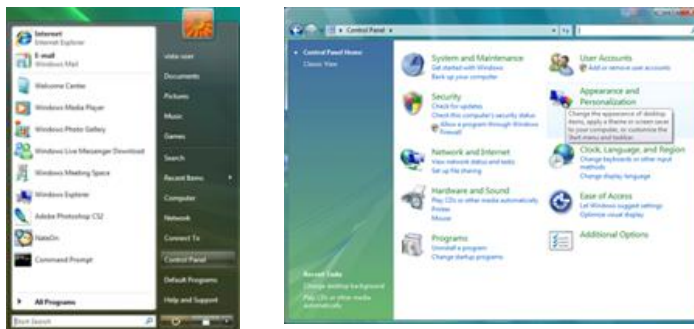 Internet
Internet Explorer
E-mail
Windows Mail
Welcome Center
Windows Media Player
Windows Photo Gallery
Windows Live Messenger Download
Windows Meeting Space
Windows Explorer
Adobe Photoshop CS2
NateOn
Command Prompt
All Programs
Start Search
vista user
Documents
Pictures
Music
Games
Search
Recent Items
Computer
Network
Connect To
Control Panel
Default Programs
Help and Support
Control Panel
Control Panel Home
Classic View
System and Maintenance
Get started with Windows
Back up your computer
Security
Check for updates
Check this computer's security status
Allow a program through Windows
Firewall
Network and Internet
View network status and tasks
Set up file sharing
Hardware and Sound
Play CDs or other media automatically
Printer
Mouse
Programs
Uninstall a program
Change startup programs
User Accounts
Add or remove user accounts
Appearance and
Personalization
Change the appearance of desktop
items, apply a theme or screen saver
to your computer, or customize the
Start menu and taskbar.
Clock, Language, and Region
Change keyboards or other input
methods
Change display language
Ease of Access
Let Windows suggest settings
Optimize visual display
Additional Options
Recent Tasks
Change desktop background
Play CDs or other media
automatically